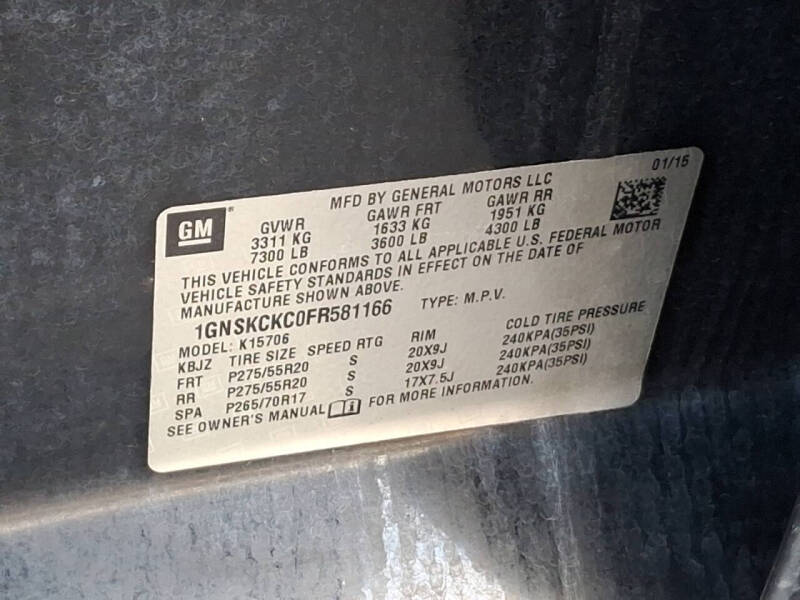 01/15
MFD BY GENERAL MOTORS LLC
GM
GVWR GAWR FRT GAWR RR
3311 KG 1633 KG 1951 KG
7300 LB 3600 LB 4300 LB
THIS VEHICLE CONFORMS TO ALL APPLICABLE U.S. FEDERAL MOTOR
VEHICLE SAFETY STANDARDS IN EFFECT ON THE DATE OF
MANUFACTURE SHOWN ABOVE.
1GNSKCKC0FR581166 TYPE: M.P.V.
MODEL: K15706
KBJZ TIRE SIZE SPEED RTG RIM COLD TIRE PRESSURE
FRT P275/55R20 S 20X9J 240KPA(35PSI)
RR P275/55R20 S 20X9J 240KPA(35PSI)
SPA P265/70R17 S 17X7.5J 240KPA(35PSI)
SEE OWNER'S MANUAL FOR MORE INFORMATION.